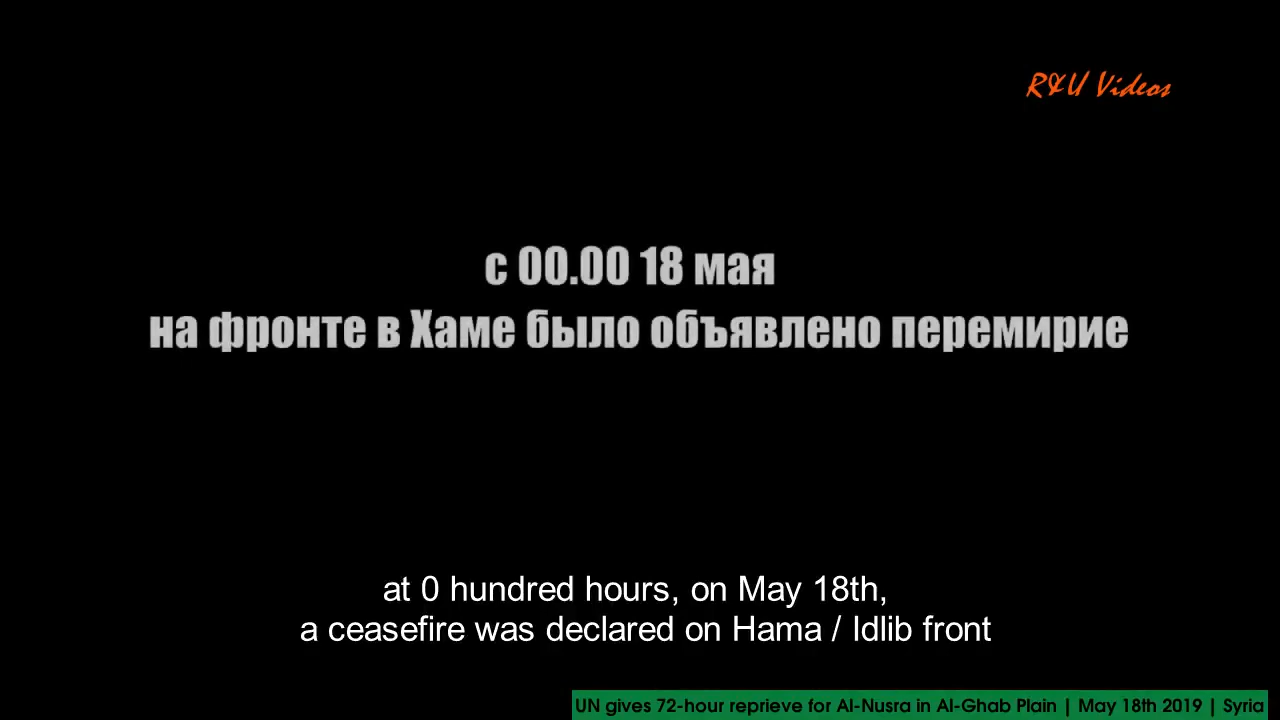 R&U Videos
с 00.00 18 мая
на фронте в Хаме было объявлено перемирие
at 0 hundred hours, on May 18th,
a ceasefire was declared on Hama / Idlib front
UN gives 72-hour reprieve for Al-Nusra in Al-Ghab Plain | May 18th 2019 | Syria